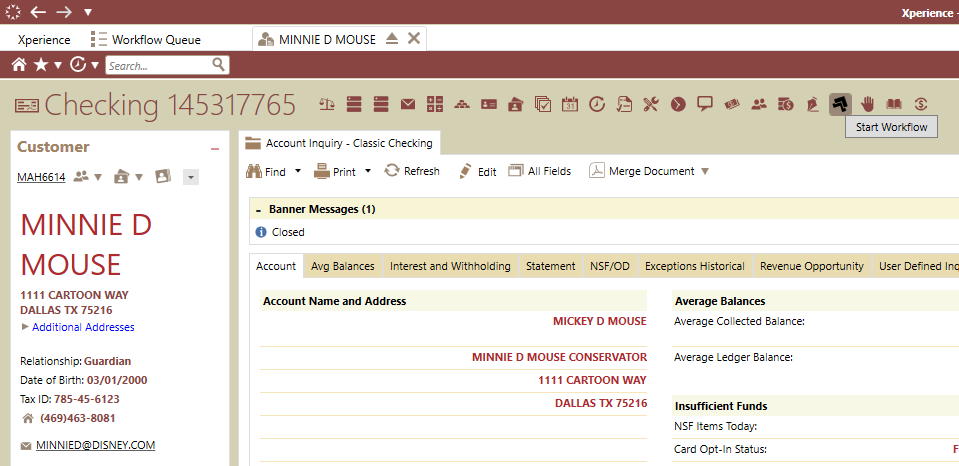 Xperience -
Xperience Workflow Queue MINNIE D MOUSE
Search...
Checking 145317765
31
Start Workflow
Customer
MAH6614
MINNIE D
MOUSE
1111 CARTOON WAY
DALLAS TX 75216
Additional Addresses
Relationship: Guardian
Date of Birth: 03/01/2000
Tax ID: 785-45-6123
(469)463-8081
MINNIED@DISNEY.COM
Account Inquiry - Classic Checking
Find Print Refresh Edit All Fields Merge Document
- Banner Messages (1)
Closed
Account Avg Balances Interest and Withholding Statement NSF/OD Exceptions Historical Revenue Opportunity User Defined Inq
Account Name and Address
MICKEY D MOUSE
MINNIE D MOUSE CONSERVATOR
1111 CARTOON WAY
DALLAS TX 75216
Average Balances
Average Collected Balance:
Average Ledger Balance:
Insufficient Funds
NSF Items Today:
Card Opt-In Status: F